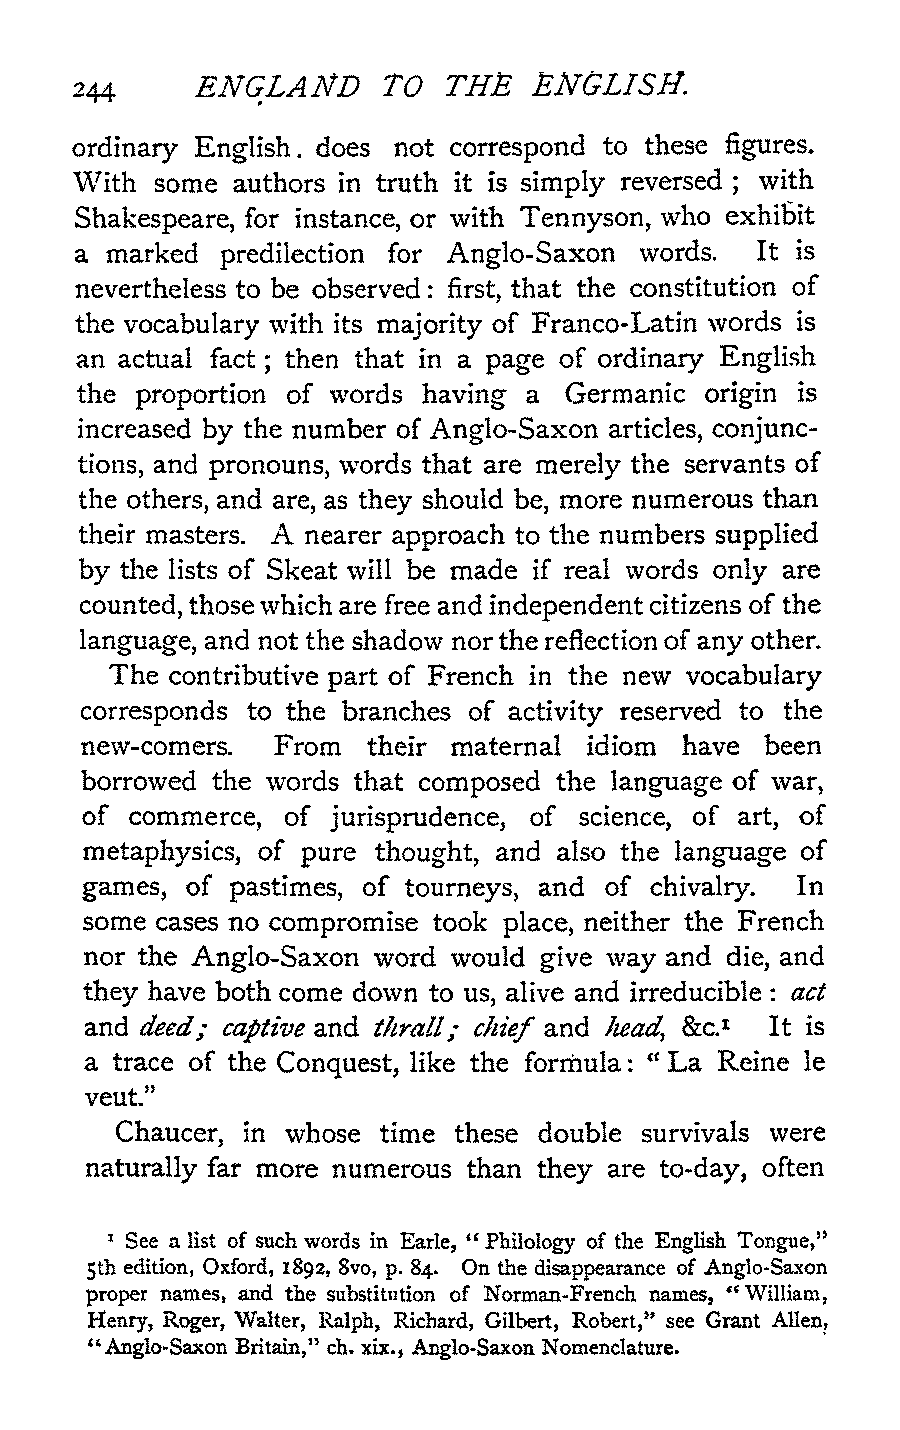 244 ENGLAND TO THE ENGLISH.
ordinary English. does not correspond to these figures.
With some authors in truth it is simply reversed ; with
Shakespeare, for instance, or with Tennyson, who exhibit
a marked predilection for Anglo-Saxon words. It is
nevertheless to be observed : first, that the constitution of
the vocabulary with its majority of Franco-Latin words is
an actual fact ; then that in a page of ordinary English
the proportion of words having a Germanic origin is
increased by the number of Anglo-Saxon articles, conjunc-
tions, and pronouns, words that are merely the servants of
the others, and are, as they should be, more numerous than
their masters. A nearer approach to the numbers supplied
by the lists of Skeat will be made if real words only are
counted, those which are free and independent citizens of the
language, and not the shadow nor the reflection of any other.
The contributive part of French in the new vocabulary
corresponds to the branches of activity reserved to the
new-comers. From their maternal idiom have been
borrowed the words that composed the language of war,
of commerce, of jurisprudence, of science, of art, of
metaphysics, of pure thought, and also the language of
games, of pastimes, of tourneys, and of chivalry. In
some cases no compromise took place, neither the French
nor the Anglo-Saxon word would give way and die, and
they have both come down to us, alive and irreducible : act
and deed ; captive and thrall ; chief and head, &c.¹ It is
a trace of the Conquest, like the formula : “ La Reine le
veut.”
Chaucer, in whose time these double survivals were
naturally far more numerous than they are to-day, often
¹ See a list of such words in Earle, “ Philology of the English Tongue,”
5th edition, Oxford, 1892, 8vo, p. 84. On the disappearance of Anglo-Saxon
proper names, and the substitution of Norman-French names, “ William,
Henry, Roger, Walter, Ralph, Richard, Gilbert, Robert,” see Grant Allen,
“ Anglo-Saxon Britain,” ch. xix., Anglo-Saxon Nomenclature.